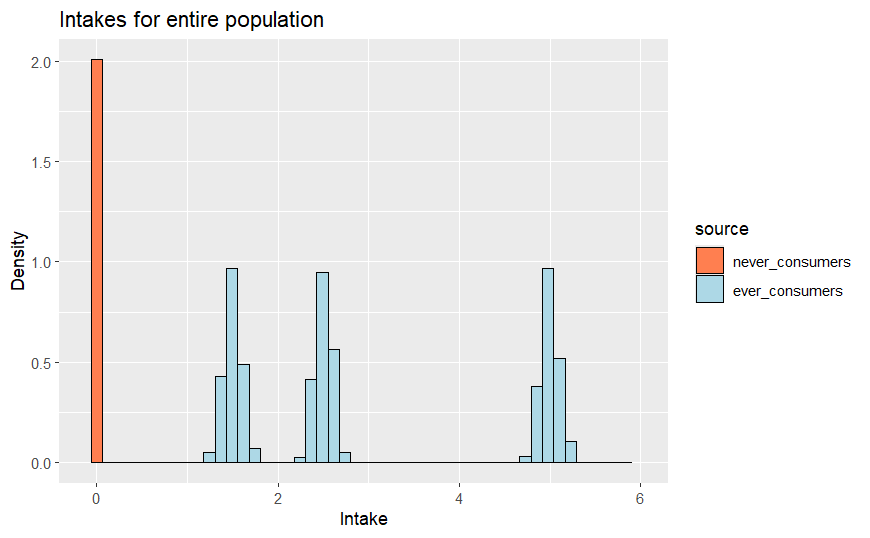 Intakes for entire population
2.0
1.5
1.0
0.5
0.0
Density
0 2 4 6
Intake
source
never_consumers
ever_consumers